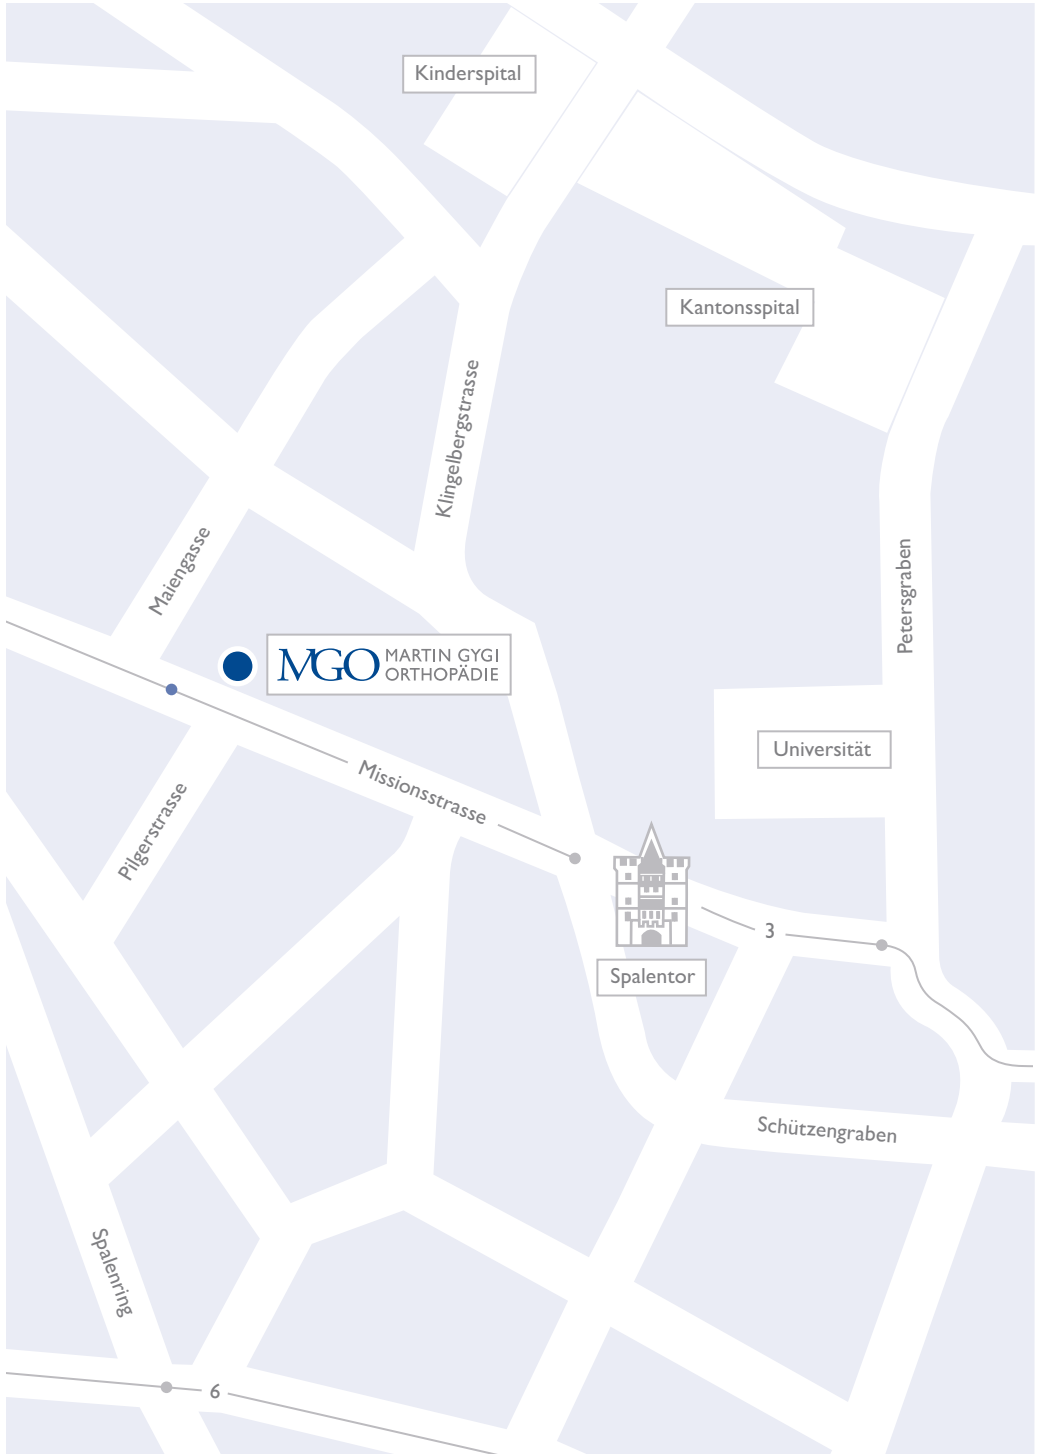 Kinderspital
Kantonsspital
Klingelbergstrasse
Maiengasse
Petersgraben
MGO MARTIN GYGI
ORTHOPÄDIE
Universität
Missionsstrasse
Pilgerstrasse
3
Spalentor
Schützengraben
Spalenring
6